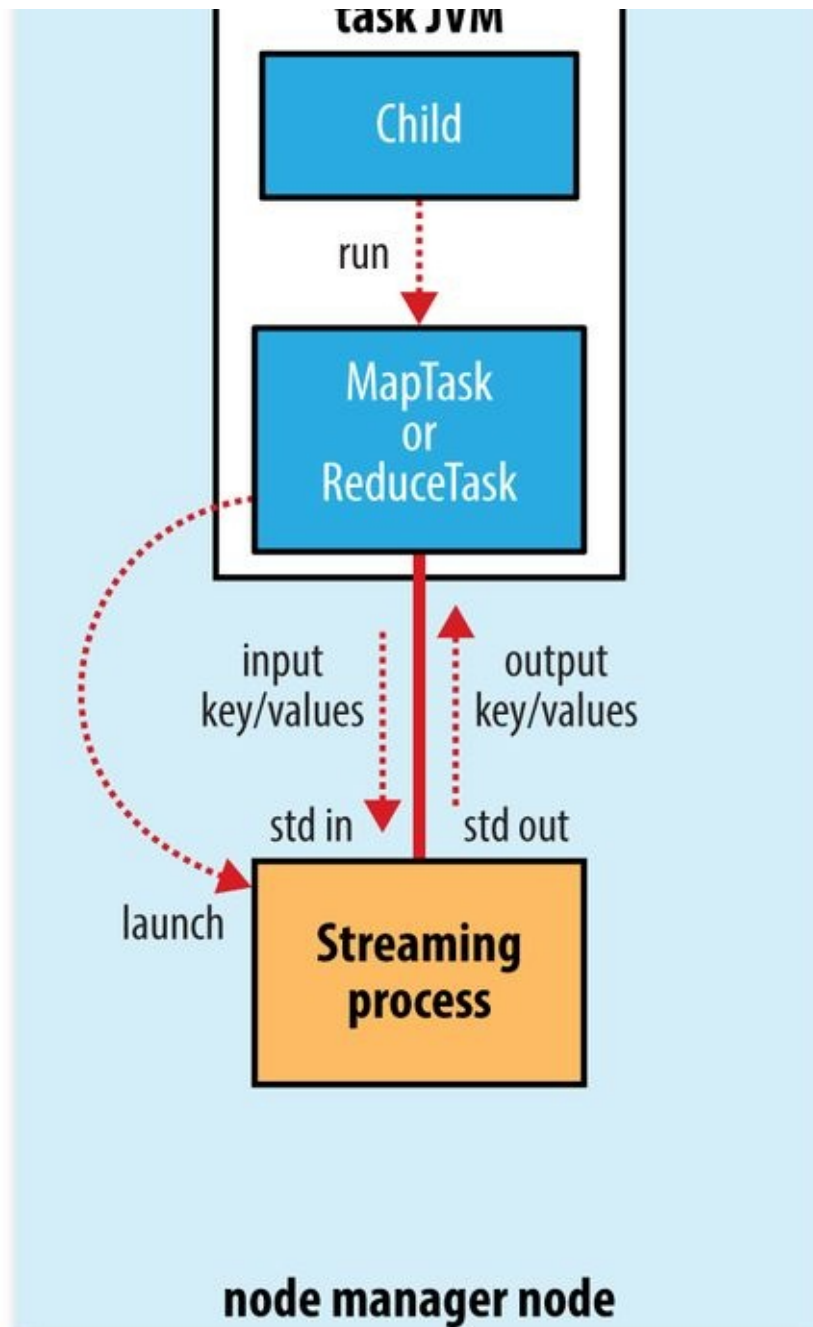 task JVM
Child
run
MapTask
or
ReduceTask
input
key/values
output
key/values
std in
std out
launch
Streaming
process
node manager node